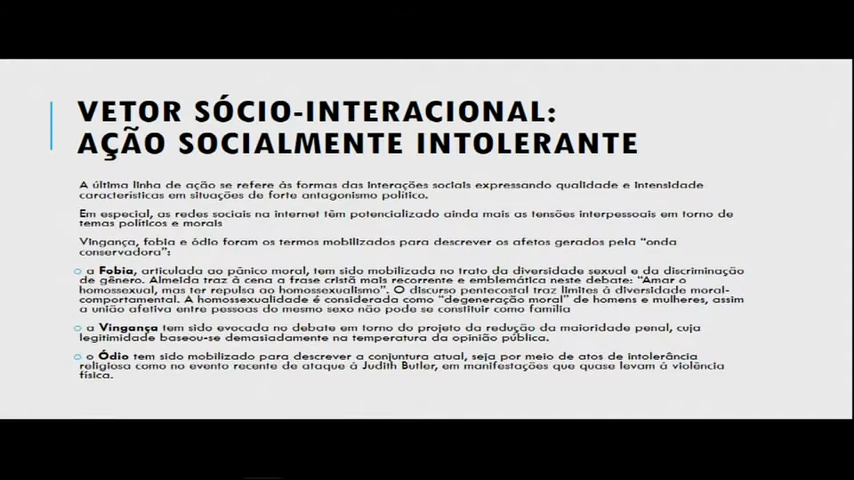 VETOR SÓCIO-INTERACIONAL:
AÇÃO SOCIALMENTE INTOLERANTE
A última linha de ação se refere às formas das interações sociais expressando qualidade e intensidade
características em situações de forte antagonismo político.
Em especial, as redes sociais na internet têm potencializado ainda mais as tensões interpessoais em torno de
temas políticos e morais
Vingança, fobia e ódio foram os termos mobilizados para descrever os afetos gerados pela “onda
conservadora”:
a Fobia, articulada ao pânico moral, tem sido mobilizada no trato da diversidade sexual e da discriminação
de gênero. Almeida traz à cena a frase cristã mais recorrente e emblemática neste debate: “Amar o
homossexual, mas ter repulsa ao homossexualismo”. O discurso pentecostal traz limites à diversidade moral-
comportamental. A homossexualidade é considerada como “degeneração moral” de homens e mulheres, assim
a união afetiva entre pessoas do mesmo sexo não pode se constituir como família
a Vingança tem sido evocada no debate em torno do projeto da redução da maioridade penal, cuja
legitimidade baseou-se demasiadamente na temperatura da opinião pública.
o Ódio tem sido mobilizado para descrever a conjuntura atual, seja por meio de atos de intolerância
religiosa como no evento recente de ataque à Judith Butler, em manifestações que quase levam à violência
física.